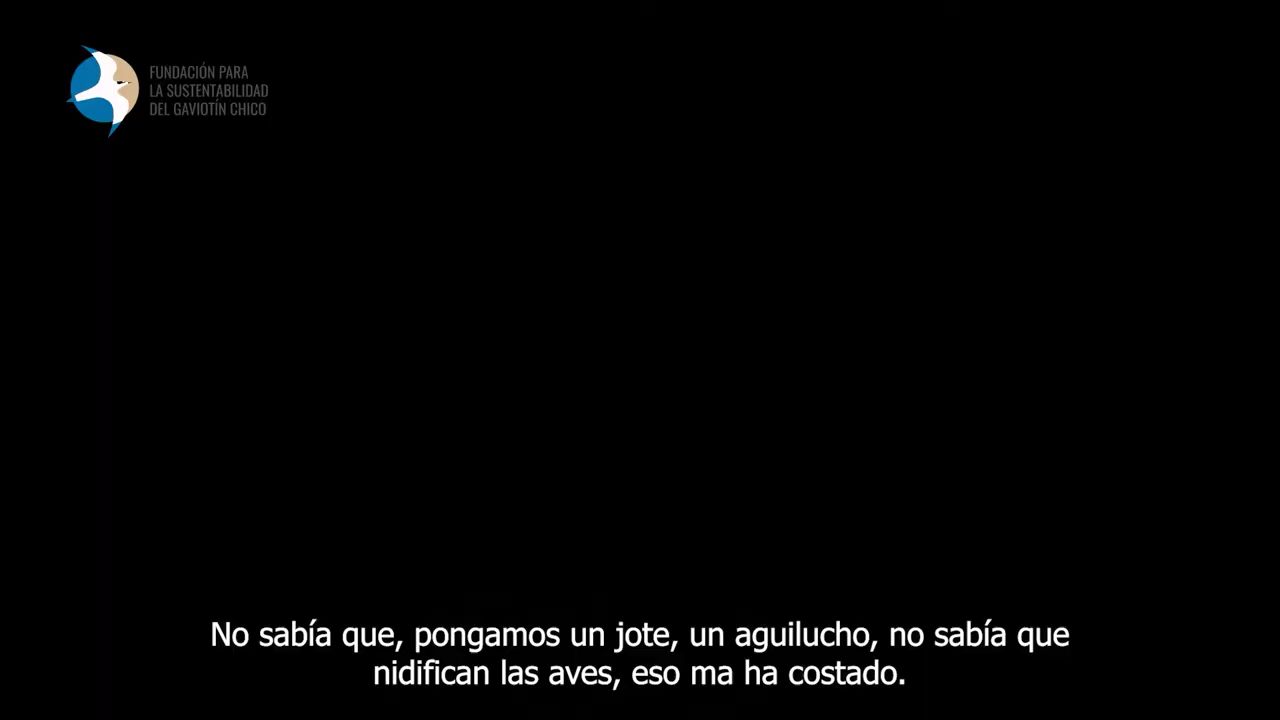 FUNDACIÓN PARA
LA SUSTENTABILIDAD
DEL GAVIOTÍN CHICO
No sabía que, pongamos un jote, un aguilucho, no sabía que
nidifican las aves, eso ma ha costado.